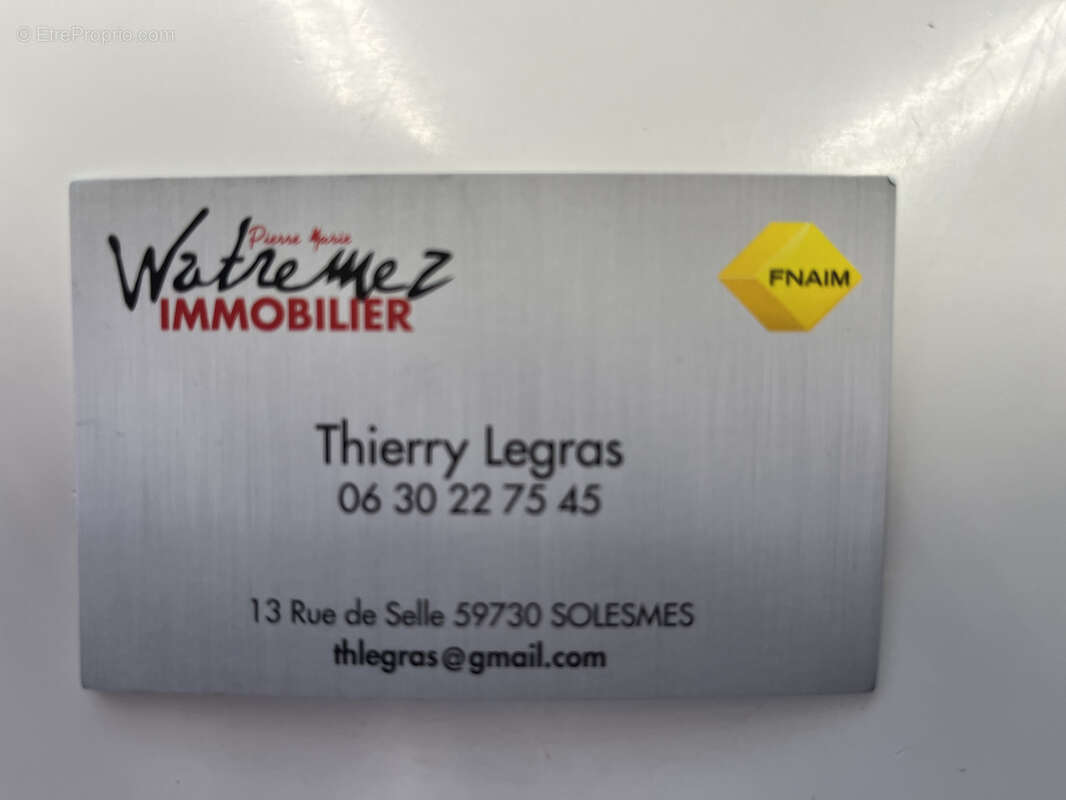 © EtreProprio.com
Pierre Marie
Watremez
IMMOBILIER
FNAIM
Thierry Legras
06 30 22 75 45
13 Rue de Selle 59730 SOLESMES
thlegras@gmail.com